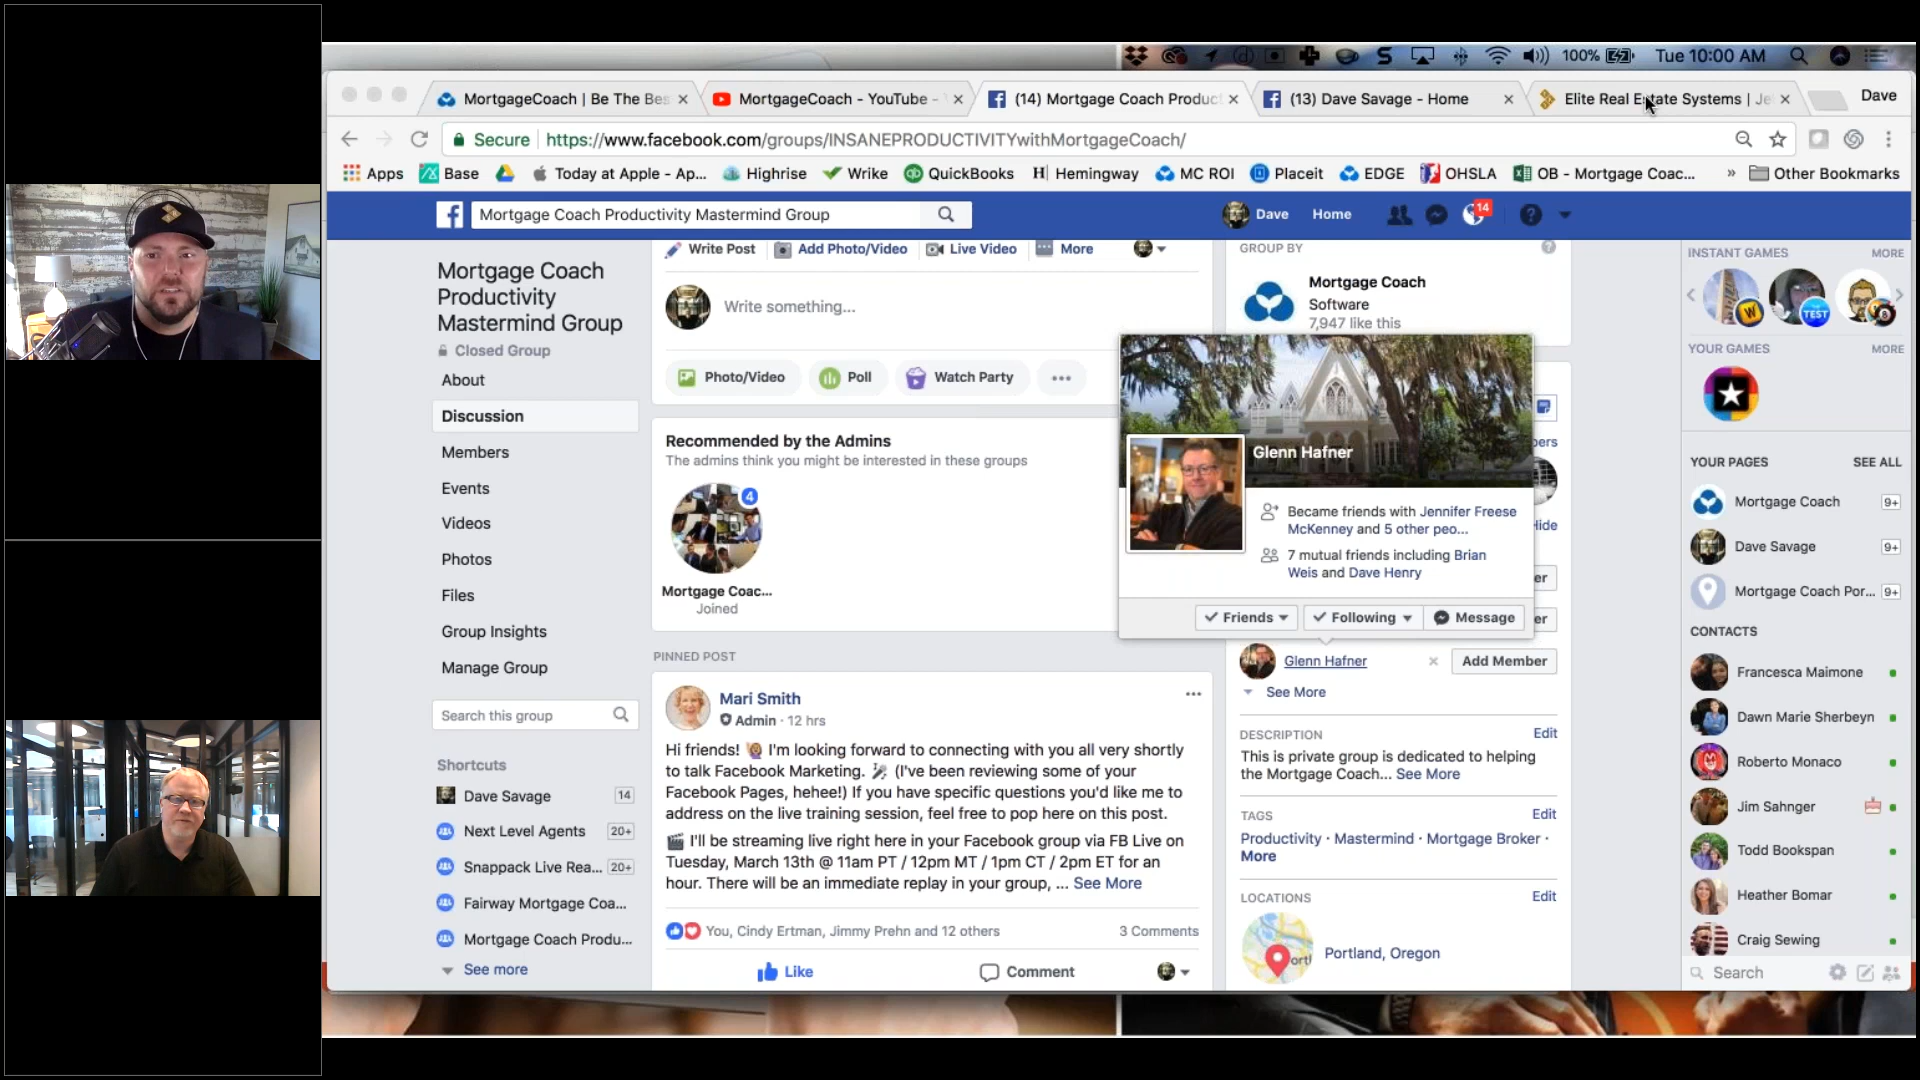 100%
Tue 10:00 AM
MortgageCoach | Be The Bes
MortgageCoach - YouTube -
(14) Mortgage Coach Produc
(13) Dave Savage - Home
Elite Real Estate Systems | Je
Dave
Secure
https://www.facebook.com/groups/INSANEPRODUCTIVITYwithMortgageCoach/
Apps
Base
Today at Apple - Ap...
Highrise
Wrike
QuickBooks
Hemingway
MC ROI
Placeit
EDGE
OHSLA
OB - Mortgage Coac...
»
Other Bookmarks
Mortgage Coach Productivity Mastermind Group
Dave
Home
14
Mortgage Coach
Productivity
Mastermind Group
Closed Group
About
Discussion
Members
Events
Videos
Photos
Files
Group Insights
Manage Group
Search this group
Shortcuts
Dave Savage
14
Next Level Agents
20+
Snappack Live Rea...
20+
Fairway Mortgage Coa...
Mortgage Coach Produ...
See more
Write Post
Add Photo/Video
Live Video
More
Write something...
Photo/Video
Poll
Watch Party
Recommended by the Admins
The admins think you might be interested in these groups
4
Mortgage Coac...
Joined
PINNED POST
Mari Smith
Admin · 12 hrs
Hi friends! 🙋🏼 I'm looking forward to connecting with you all very shortly
to talk Facebook Marketing. 🎤 (I've been reviewing some of your
Facebook Pages, hehee!) If you have specific questions you'd like me to
address on the live training session, feel free to pop here on this post.
🎬 I'll be streaming live right here in your Facebook group via FB Live on
Tuesday, March 13th @ 11am PT / 12pm MT / 1pm CT / 2pm ET for an
hour. There will be an immediate replay in your group, ... See More
You, Cindy Ertman, Jimmy Prehn and 12 others
3 Comments
Like
Comment
GROUP BY
Mortgage Coach
Software
7,947 like this
Glenn Hafner
Became friends with Jennifer Freese
McKenney and 5 other peo...
7 mutual friends including Brian
Weis and Dave Henry
Friends
Following
Message
bers
Hide
er
er
Glenn Hafner
Add Member
See More
DESCRIPTION
Edit
This is private group is dedicated to helping
the Mortgage Coach... See More
TAGS
Edit
Productivity · Mastermind · Mortgage Broker ·
More
LOCATIONS
Edit
Portland, Oregon
INSTANT GAMES
MORE
W
TEST
YOUR GAMES
MORE
YOUR PAGES
SEE ALL
Mortgage Coach
9+
Dave Savage
9+
Mortgage Coach Por...
9+
CONTACTS
Francesca Maimone
Dawn Marie Sherbeyn
Roberto Monaco
Jim Sahnger
Todd Bookspan
Heather Bomar
Craig Sewing
Search